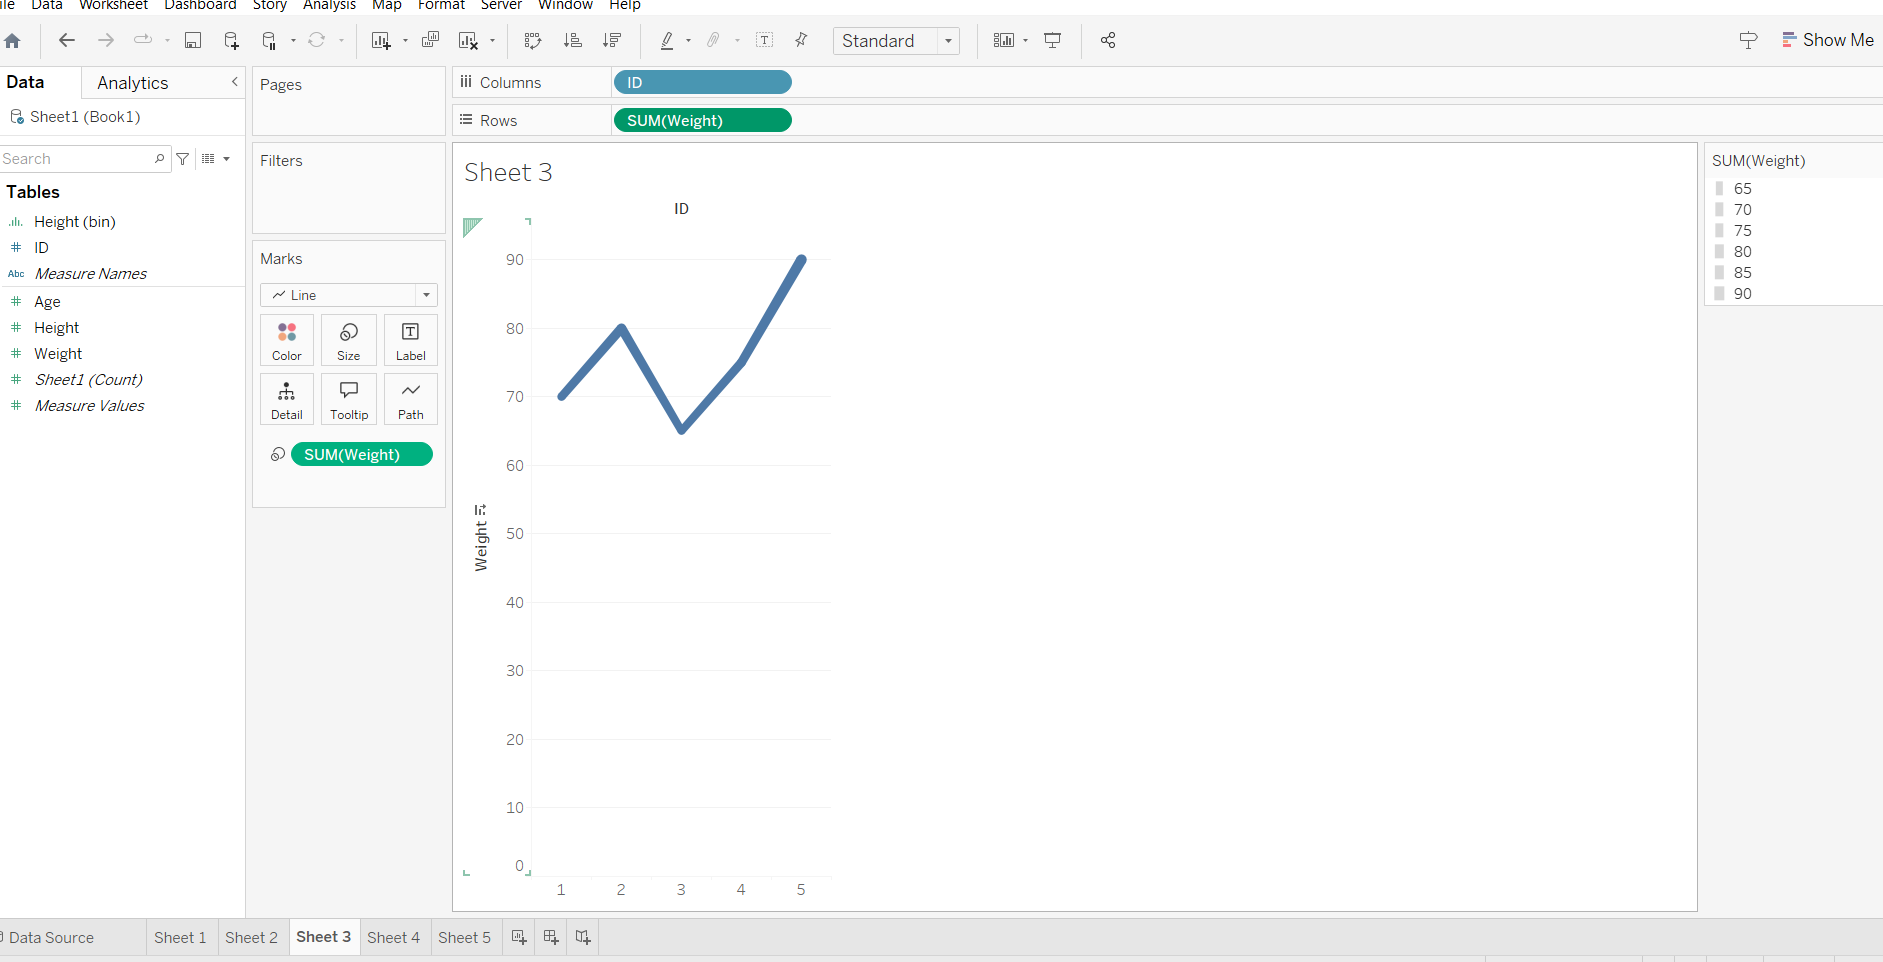 ile Data Worksheet Dashboard Story Analysis Map Format Server Window Help
Standard
Show Me
Data Analytics
Sheet1 (Book1)
Search
Tables
Height (bin)
ID
Abc Measure Names
Age
Height
Weight
Sheet1 (Count)
Measure Values
Pages
Filters
Marks
Line
Color Size Label
Detail Tooltip Path
SUM(Weight)
Columns ID
Rows SUM(Weight)
Sheet 3
ID
90
80
70
60
50
40
30
20
10
0
Weight
1 2 3 4 5
SUM(Weight)
65
70
75
80
85
90
Data Source Sheet 1 Sheet 2 Sheet 3 Sheet 4 Sheet 5